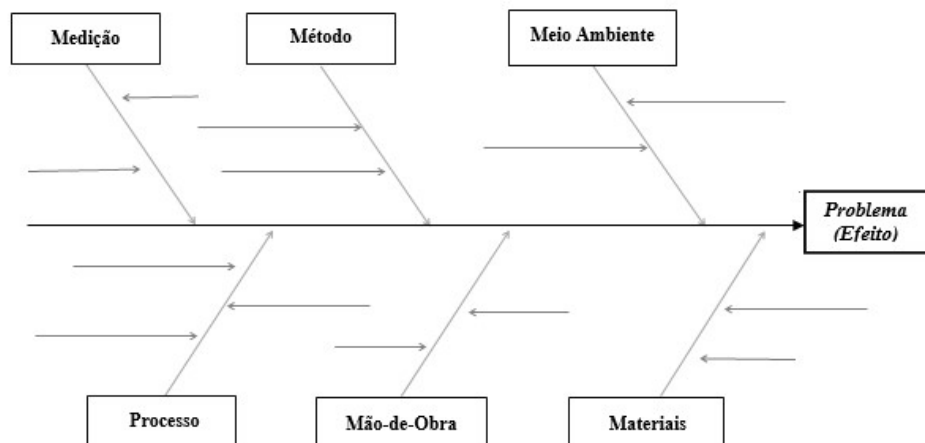 Medição
Método
Meio Ambiente
Problema
(Efeito)
Processo
Mão-de-Obra
Materiais